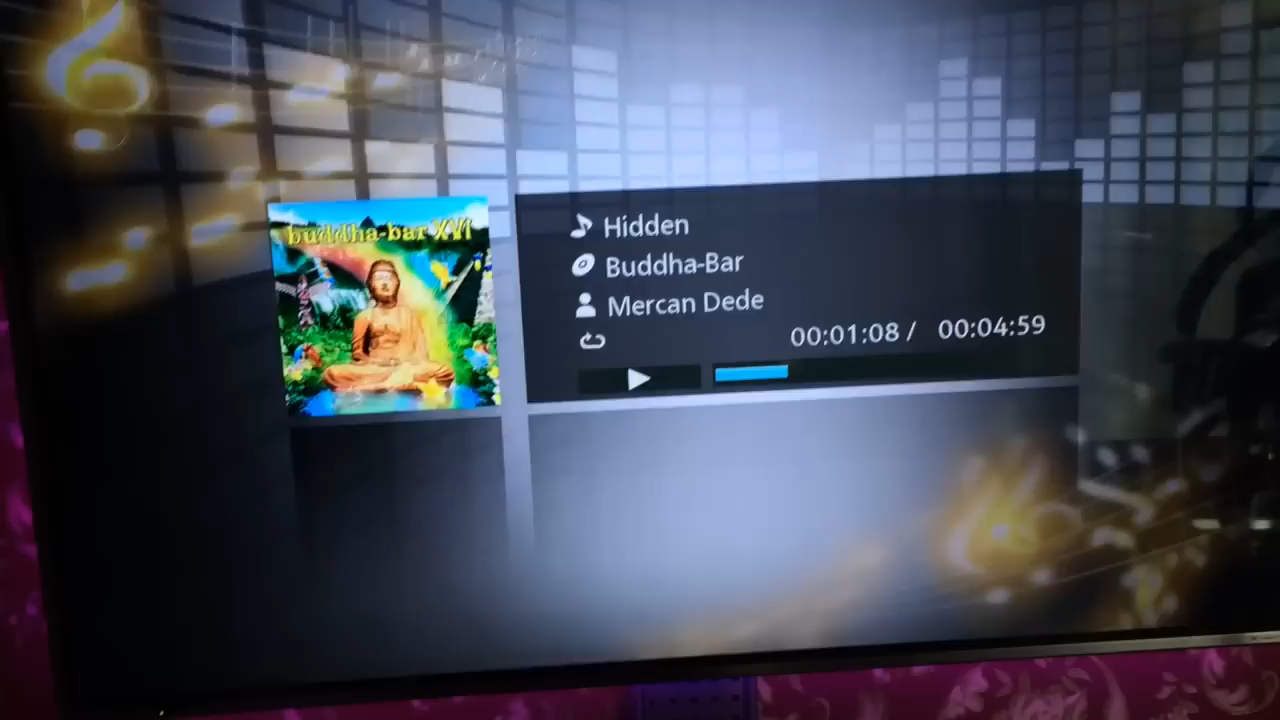 buddha-bar XVI
Hidden
Buddha-Bar
Mercan Dede
00:01:08 / 00:04:59